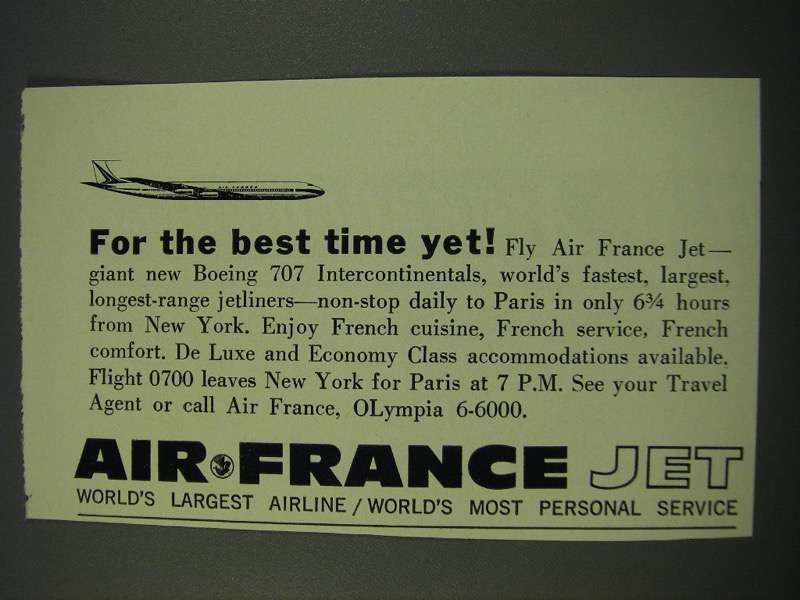 AIR FRANCE
For the best time yet! Fly Air France Jet—
giant new Boeing 707 Intercontinentals, world's fastest, largest,
longest-range jetliners—non-stop daily to Paris in only 6¾ hours
from New York. Enjoy French cuisine, French service, French
comfort. De Luxe and Economy Class accommodations available.
Flight 0700 leaves New York for Paris at 7 P.M. See your Travel
Agent or call Air France, OLympia 6-6000.
AIR FRANCE JET
WORLD'S LARGEST AIRLINE / WORLD'S MOST PERSONAL SERVICE